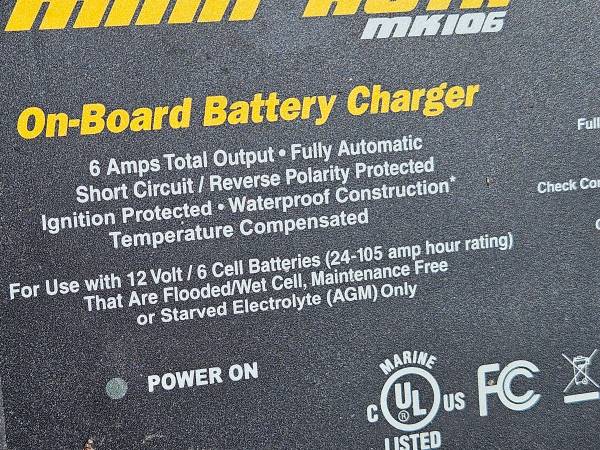 MK106
On-Board Battery Charger
6 Amps Total Output • Fully Automatic
Short Circuit / Reverse Polarity Protected
Ignition Protected • Waterproof Construction*
Temperature Compensated
For Use with 12 Volt / 6 Cell Batteries (24-105 amp hour rating)
That Are Flooded/Wet Cell, Maintenance Free
or Starved Electrolyte (AGM) Only
POWER ON
MARINE
C UL ® US FC
LISTED
Full
Check Con